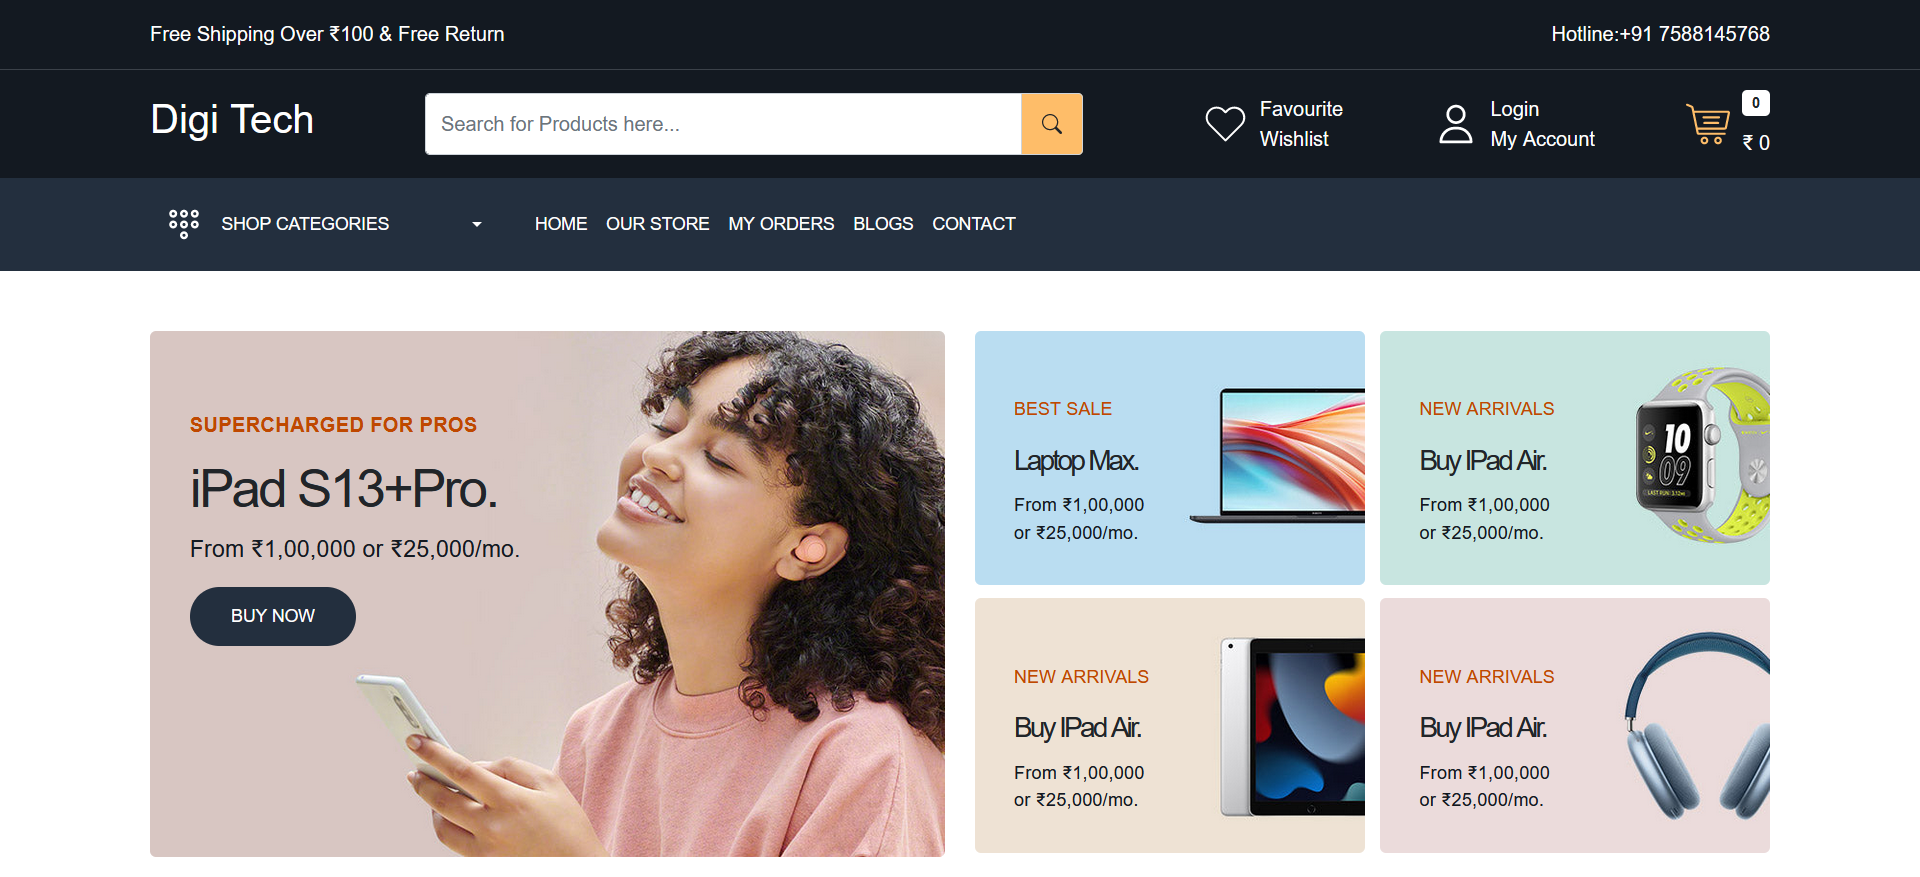 Free Shipping Over ₹100 & Free Return
Hotline:+91 7588145768
Digi Tech
Search for Products here...
Favourite
Wishlist
Login
My Account
0
₹ 0
SHOP CATEGORIES
HOME
OUR STORE
MY ORDERS
BLOGS
CONTACT
SUPERCHARGED FOR PROS
iPad S13+Pro.
From ₹1,00,000 or ₹25,000/mo.
BUY NOW
BEST SALE
Laptop Max.
From ₹1,00,000
or ₹25,000/mo.
NEW ARRIVALS
Buy IPad Air.
From ₹1,00,000
or ₹25,000/mo.
10
09
LAST RUN: 3.12mi
NEW ARRIVALS
Buy IPad Air.
From ₹1,00,000
or ₹25,000/mo.
NEW ARRIVALS
Buy IPad Air.
From ₹1,00,000
or ₹25,000/mo.